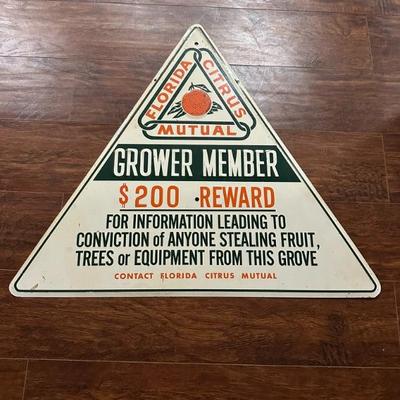 FLORIDA CITRUS
MUTUAL
GROWER MEMBER
$200 REWARD
FOR INFORMATION LEADING TO
CONVICTION of ANYONE STEALING FRUIT,
TREES or EQUIPMENT FROM THIS GROVE
CONTACT FLORIDA CITRUS MUTUAL